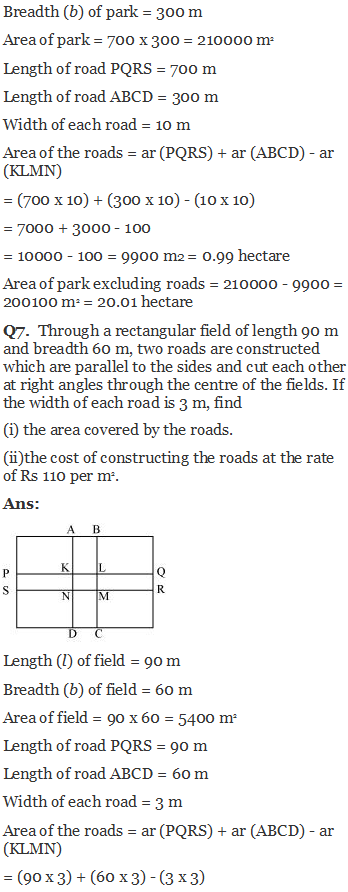 Breadth (b) of park = 300 m
Area of park = 700 x 300 = 210000 m²
Length of road PQRS = 700 m
Length of road ABCD = 300 m
Width of each road = 10 m
Area of the roads = ar (PQRS) + ar (ABCD) - ar
(KLMN)
= (700 x 10) + (300 x 10) - (10 x 10)
= 7000 + 3000 - 100
= 10000 - 100 = 9900 m2 = 0.99 hectare
Area of park excluding roads = 210000 - 9900 =
200100 m² = 20.01 hectare
Q7. Through a rectangular field of length 90 m
and breadth 60 m, two roads are constructed
which are parallel to the sides and cut each other
at right angles through the centre of the fields. If
the width of each road is 3 m, find
(i) the area covered by the roads.
(ii)the cost of constructing the roads at the rate
of Rs 110 per m².
Ans:
A B
P K L Q
S N M R
D C
Length (l) of field = 90 m
Breadth (b) of field = 60 m
Area of field = 90 x 60 = 5400 m²
Length of road PQRS = 90 m
Length of road ABCD = 60 m
Width of each road = 3 m
Area of the roads = ar (PQRS) + ar (ABCD) - ar
(KLMN)
= (90 x 3) + (60 x 3) - (3 x 3)